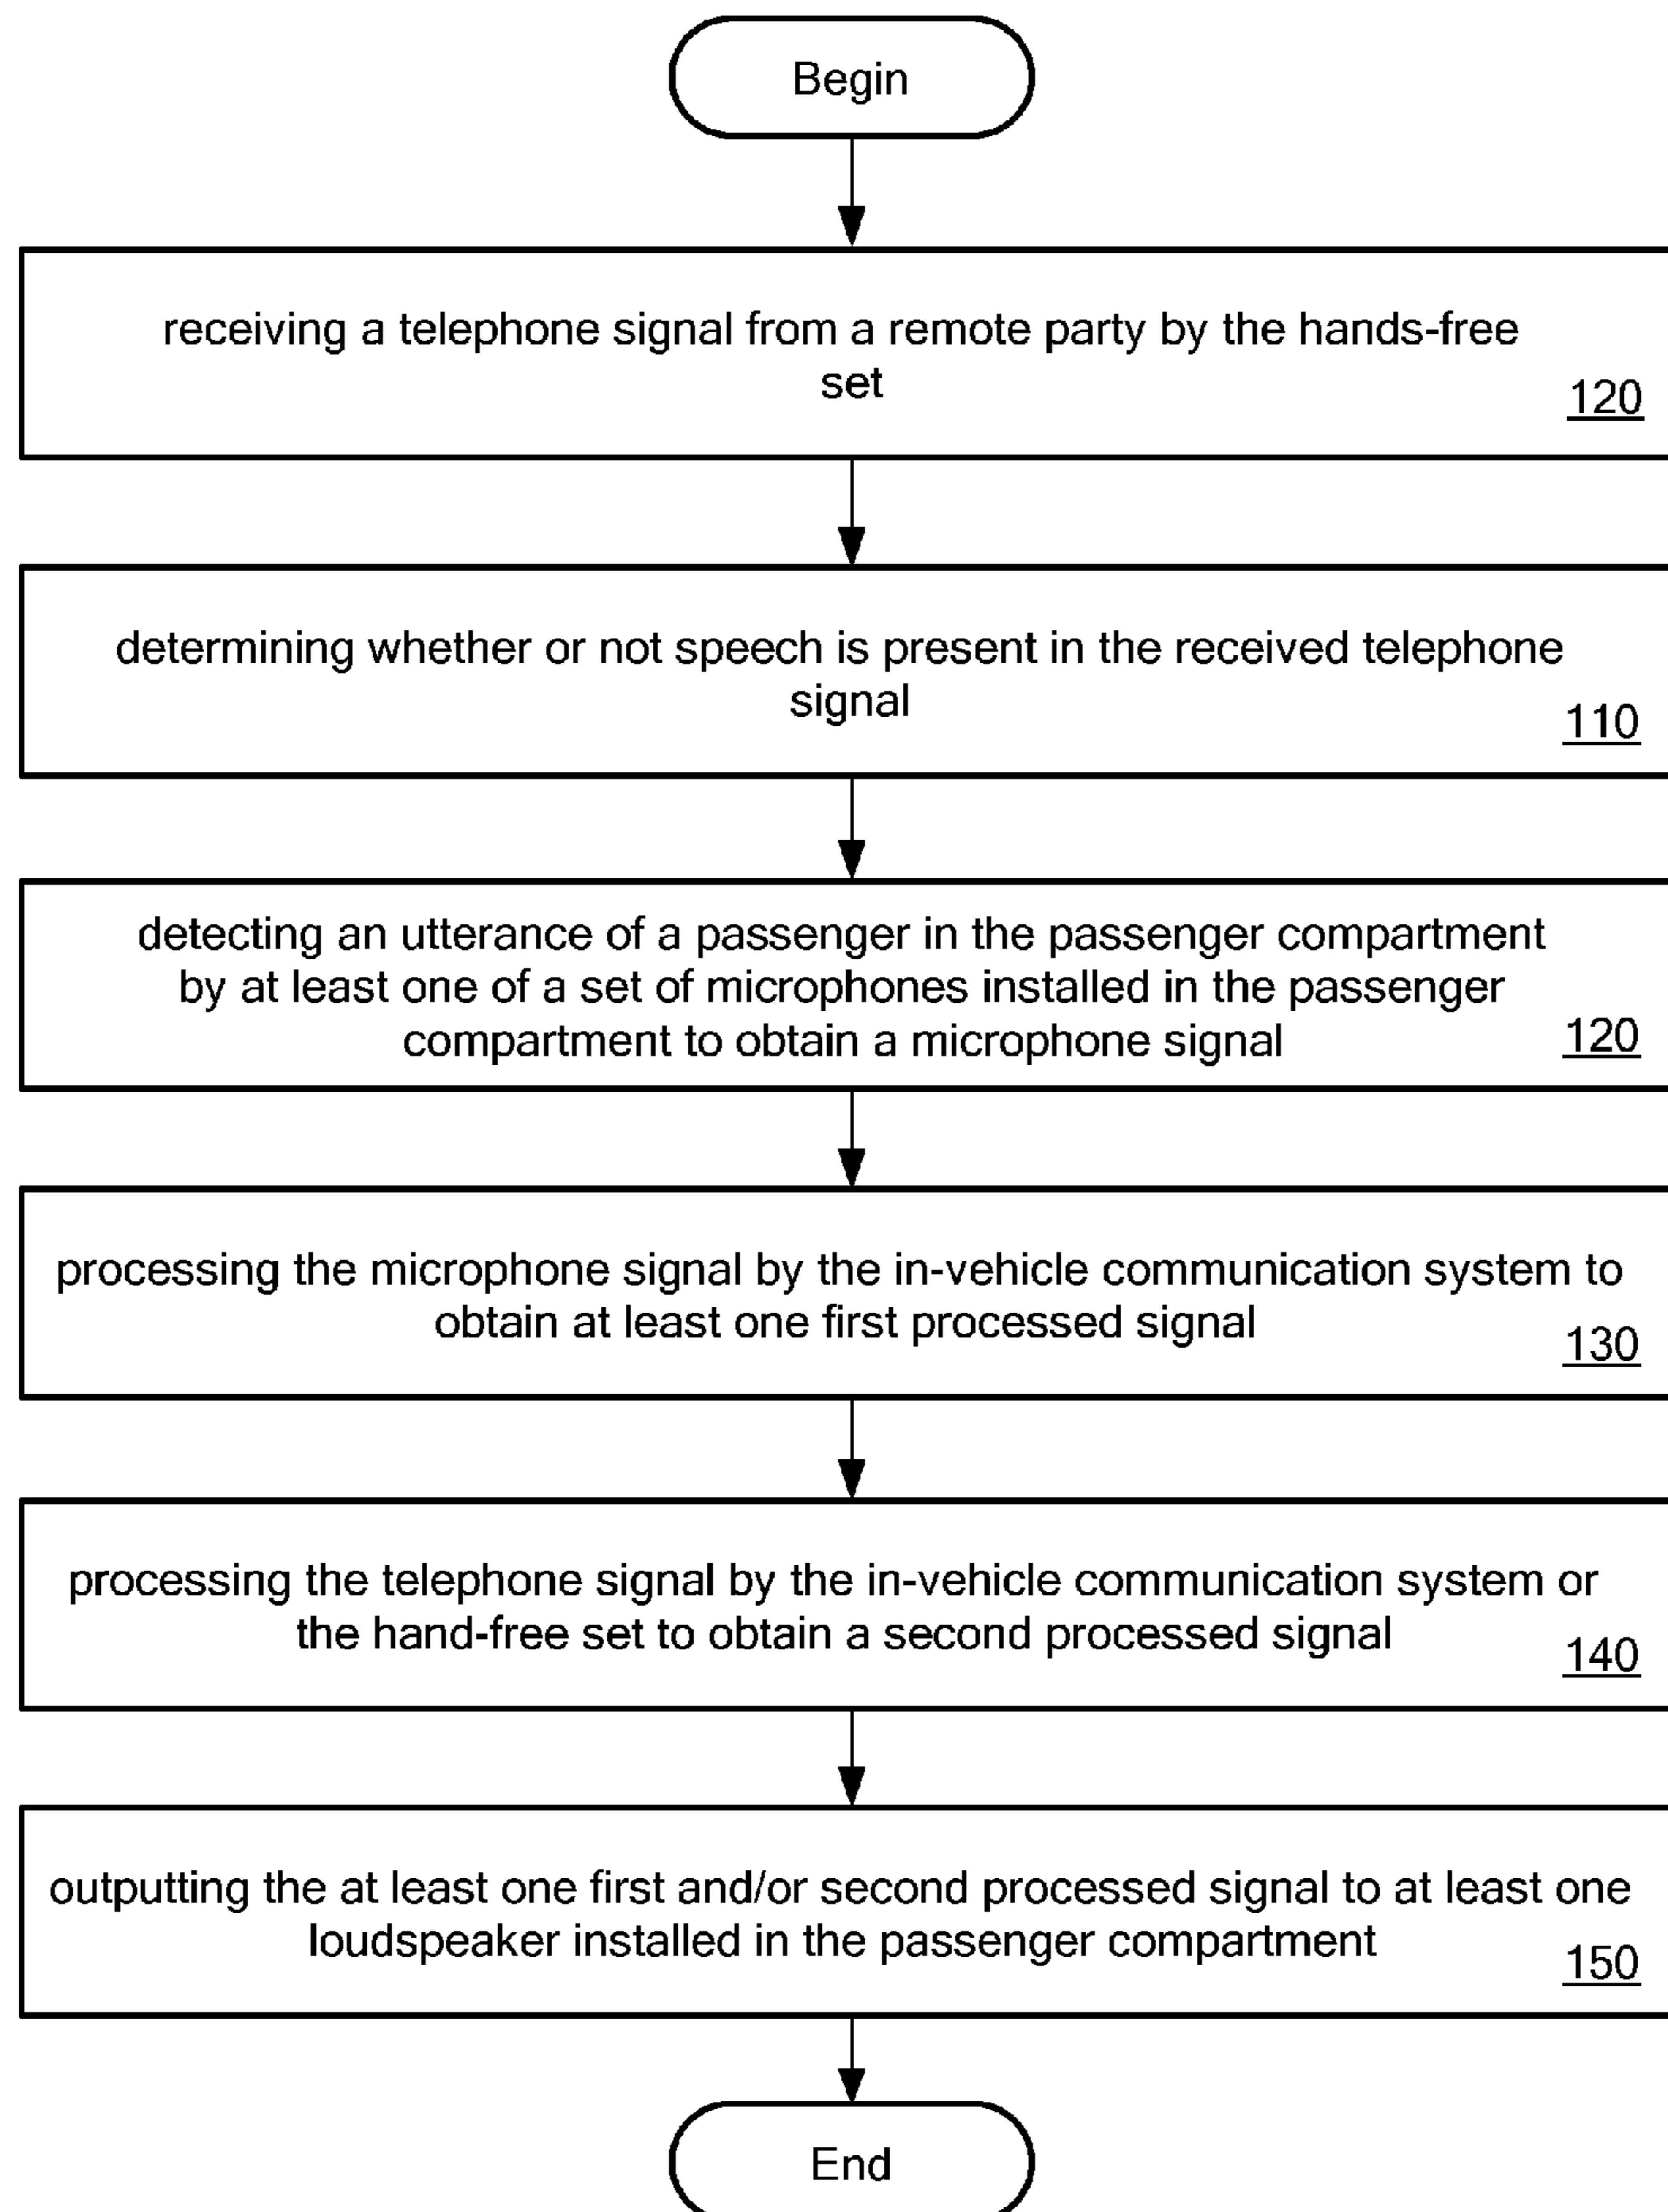 Begin
receiving a telephone signal from a remote party by the hands-free
set
120
determining whether or not speech is present in the received telephone
signal
110
detecting an utterance of a passenger in the passenger compartment
by at least one of a set of microphones installed in the passenger
compartment to obtain a microphone signal
120
processing the microphone signal by the in-vehicle communication system to
obtain at least one first processed signal
130
processing the telephone signal by the in-vehicle communication system or
the hand-free set to obtain a second processed signal
140
outputting the at least one first and/or second processed signal to at least one
loudspeaker installed in the passenger compartment
150
End